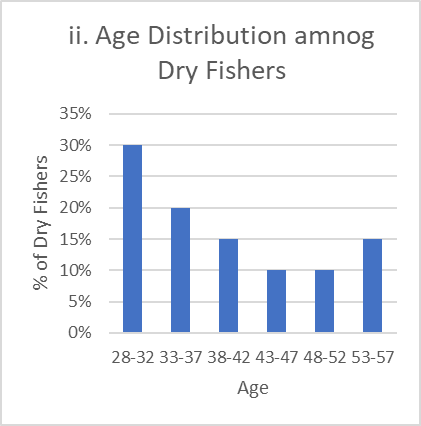 ii. Age Distribution amnog
Dry Fishers
35%
30%
25%
20%
15%
10%
5%
0%
% of Dry Fishers
28-32 33-37 38-42 43-47 48-52 53-57
Age